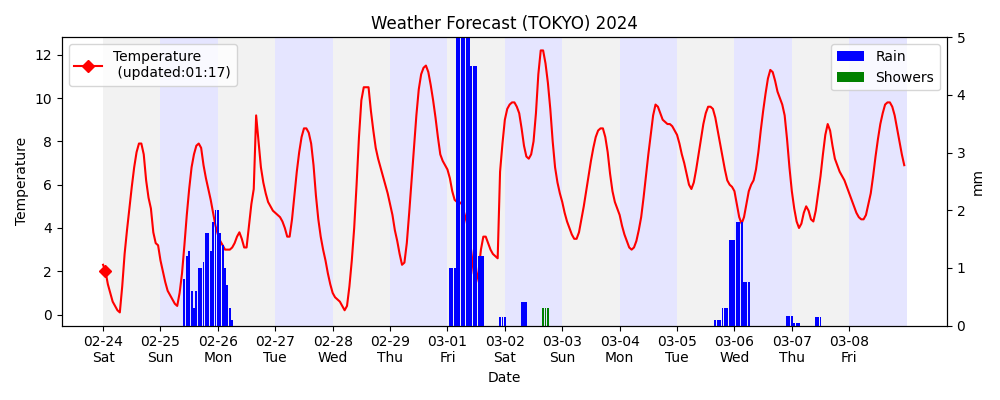 Weather Forecast (TOKYO) 2024
Temperature
(updated:01:17)
Rain
Showers
Temperature
12
10
8
6
4
2
0
5
4
3
2
1
0
mm
02-24 02-25 02-26 02-27 02-28 02-29 03-01 03-02 03-03 03-04 03-05 03-06 03-07 03-08
Sat Sun Mon Tue Wed Thu Fri Sat Sun Mon Tue Wed Thu Fri
Date